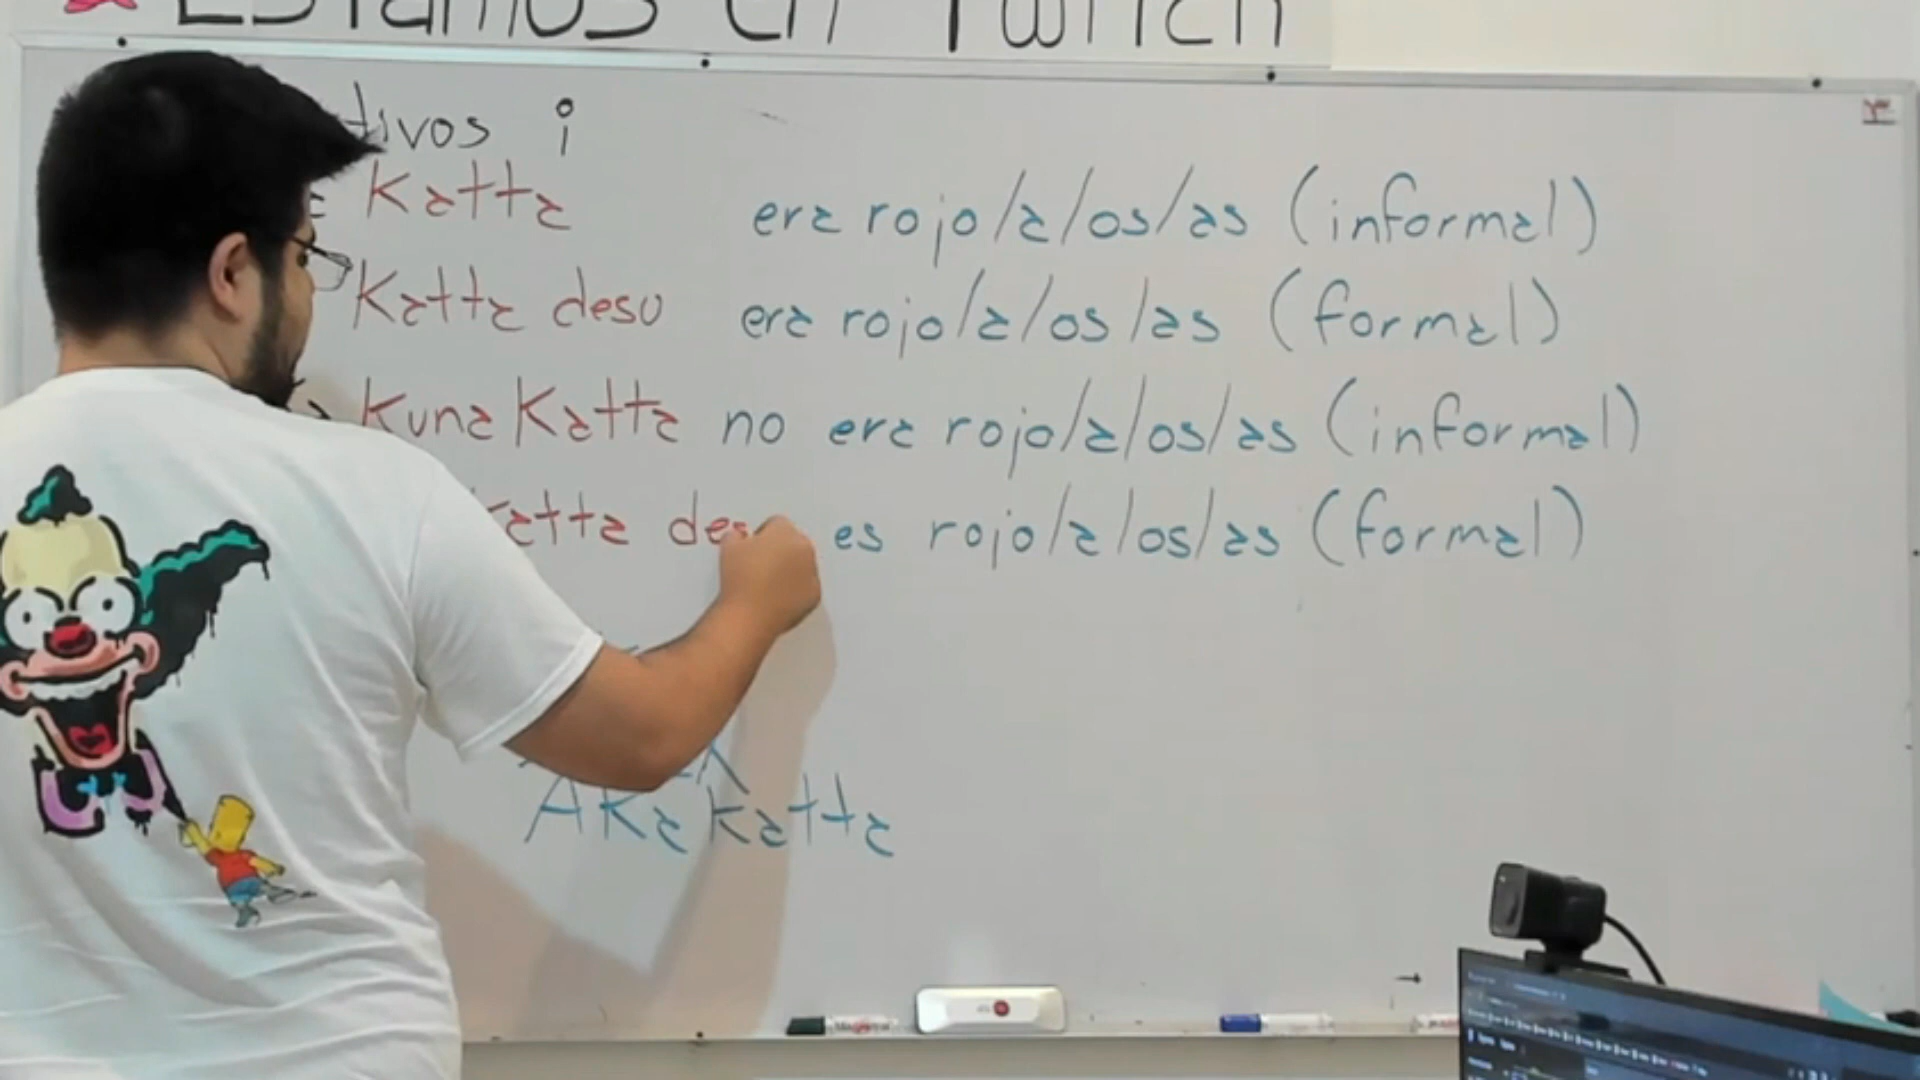 Estamos en Twitch
tivos i
Katta era rojo/a/os/as (informal)
Katta desu era rojo/a/os/as (formal)
KunaKatta no era rojo/a/os/as (informal)
katta des es rojo/a/os/as (formal)
AKakatta